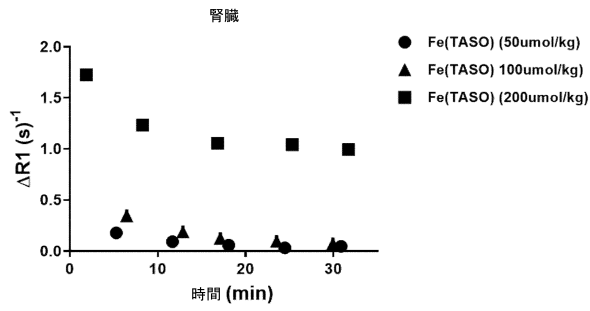 腎臓
Fe(TASO) (50umol/kg)
Fe(TASO) 100umol/kg)
Fe(TASO) (200umol/kg)
2.0
1.5
1.0
0.5
0.0
ΔR1 (s)⁻¹
0 10 20 30
時間 (min)